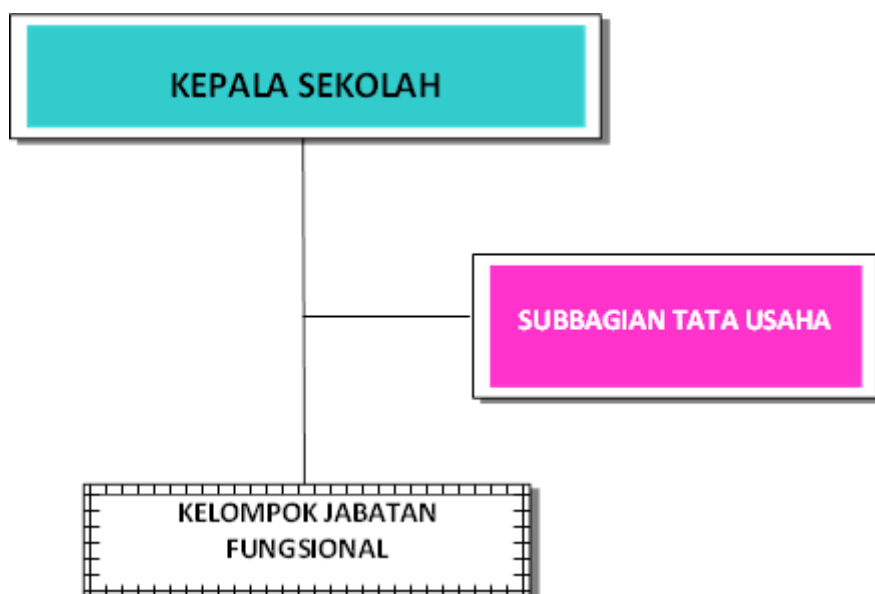 KEPALA SEKOLAH
SUBBAGIAN TATA USAHA
KELOMPOK JABATAN
FUNGSIONAL